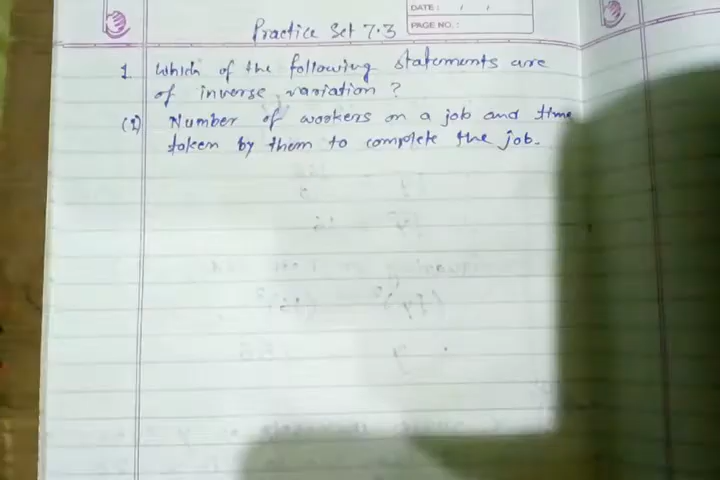 DATE: / /
PAGE NO.:
Practice Set 7.3
1 Which of the following statements are
of inverse variation ?
(1) Number of workers on a job and time
taken by them to complete the job.